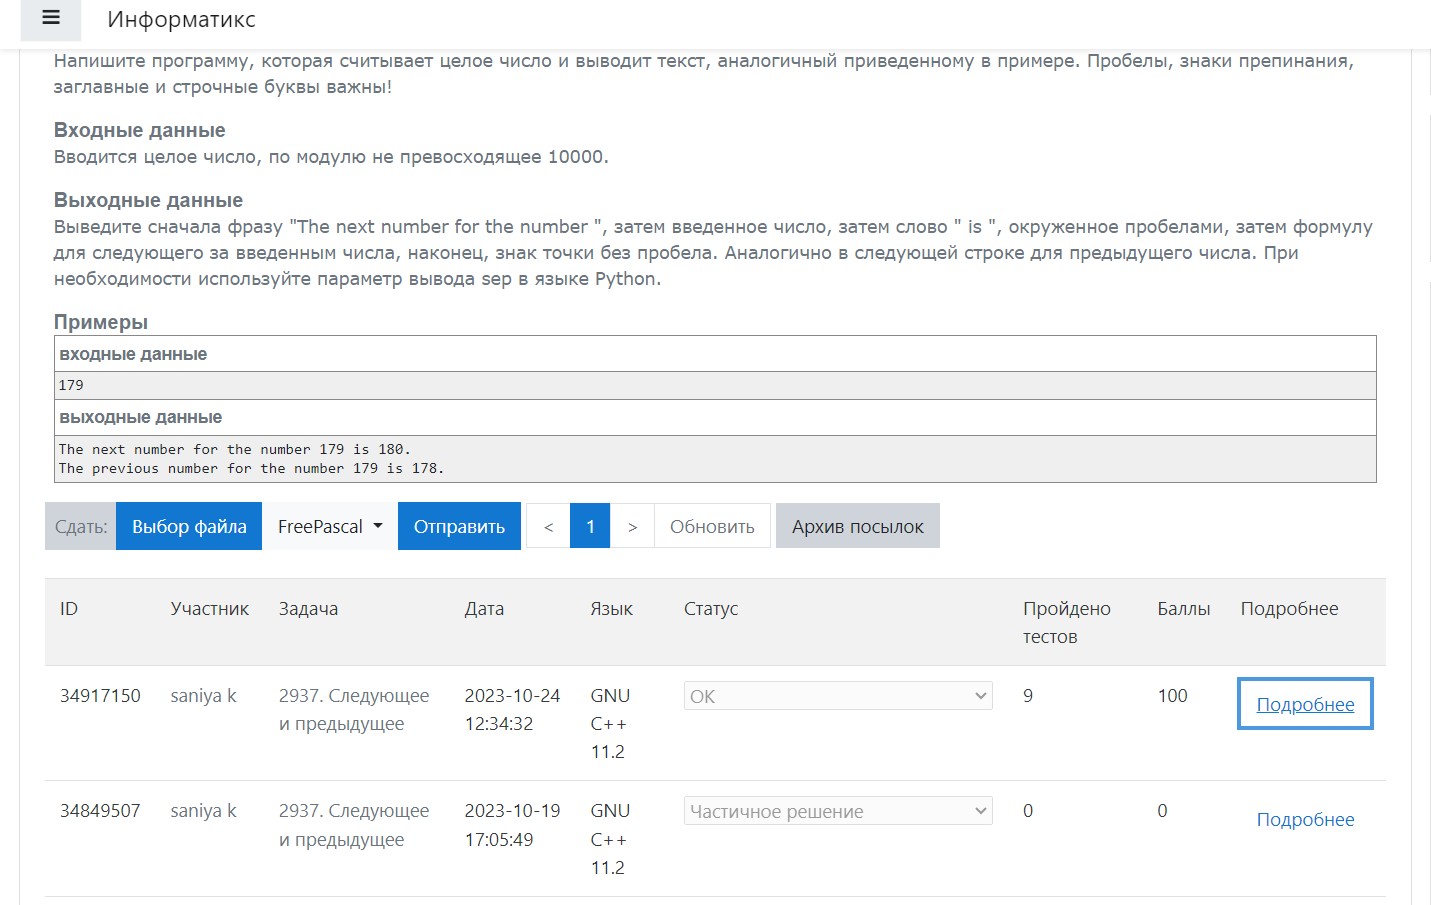 Информатикс
Напишите программу, которая считывает целое число и выводит текст, аналогичный приведенному в примере. Пробелы, знаки препинания,
заглавные и строчные буквы важны!
Входные данные
Вводится целое число, по модулю не превосходящее 10000.
Выходные данные
Выведите сначала фразу "The next number for the number ", затем введенное число, затем слово " is ", окруженное пробелами, затем формулу
для следующего за введенным числа, наконец, знак точки без пробела. Аналогично в следующей строке для предыдущего числа. При
необходимости используйте параметр вывода sep в языке Python.
Примеры
входные данные
179
выходные данные
The next number for the number 179 is 180.
The previous number for the number 179 is 178.
Сдать: Выбор файла FreePascal Отправить < 1 > Обновить Архив посылок
ID Участник Задача Дата Язык Статус Пройдено Баллы Подробнее
тестов
34917150 saniya k 2937. Следующее 2023-10-24 GNU OK 9 100 Подробнее
и предыдущее 12:34:32 C++
11.2
34849507 saniya k 2937. Следующее 2023-10-19 GNU Частичное решение 0 0 Подробнее
и предыдущее 17:05:49 C++
11.2